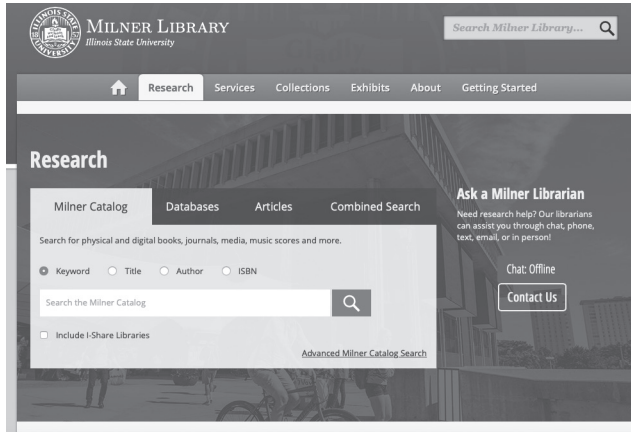 MILNER LIBRARY
Illinois State University
Search Milner Library...
Research
Services
Collections
Exhibits
About
Getting Started
Research
Milner Catalog
Databases
Articles
Combined Search
Search for physical and digital books, journals, media, music scores and more.
Keyword
Title
Author
ISBN
Search the Milner Catalog
Include I-Share Libraries
Advanced Milner Catalog Search
Ask a Milner Librarian
Need research help? Our librarians
can assist you through chat, phone,
text, email, or in person!
Chat: Offline
Contact Us